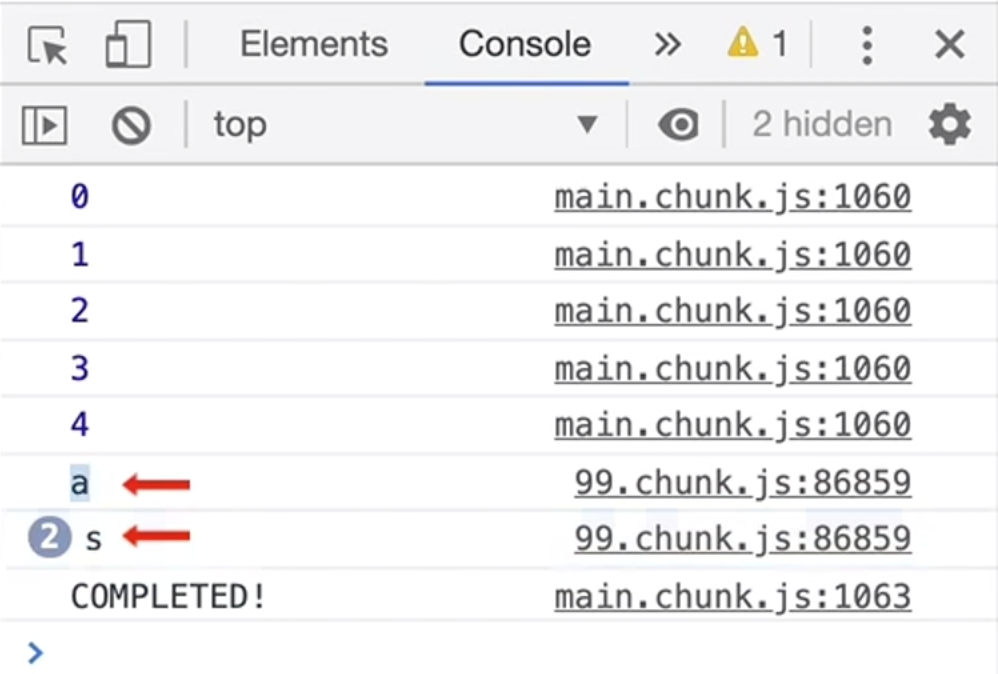 Elements Console 1
top 2 hidden
0 main.chunk.js:1060
1 main.chunk.js:1060
2 main.chunk.js:1060
3 main.chunk.js:1060
4 main.chunk.js:1060
a 99.chunk.js:86859
2 s 99.chunk.js:86859
COMPLETED! main.chunk.js:1063